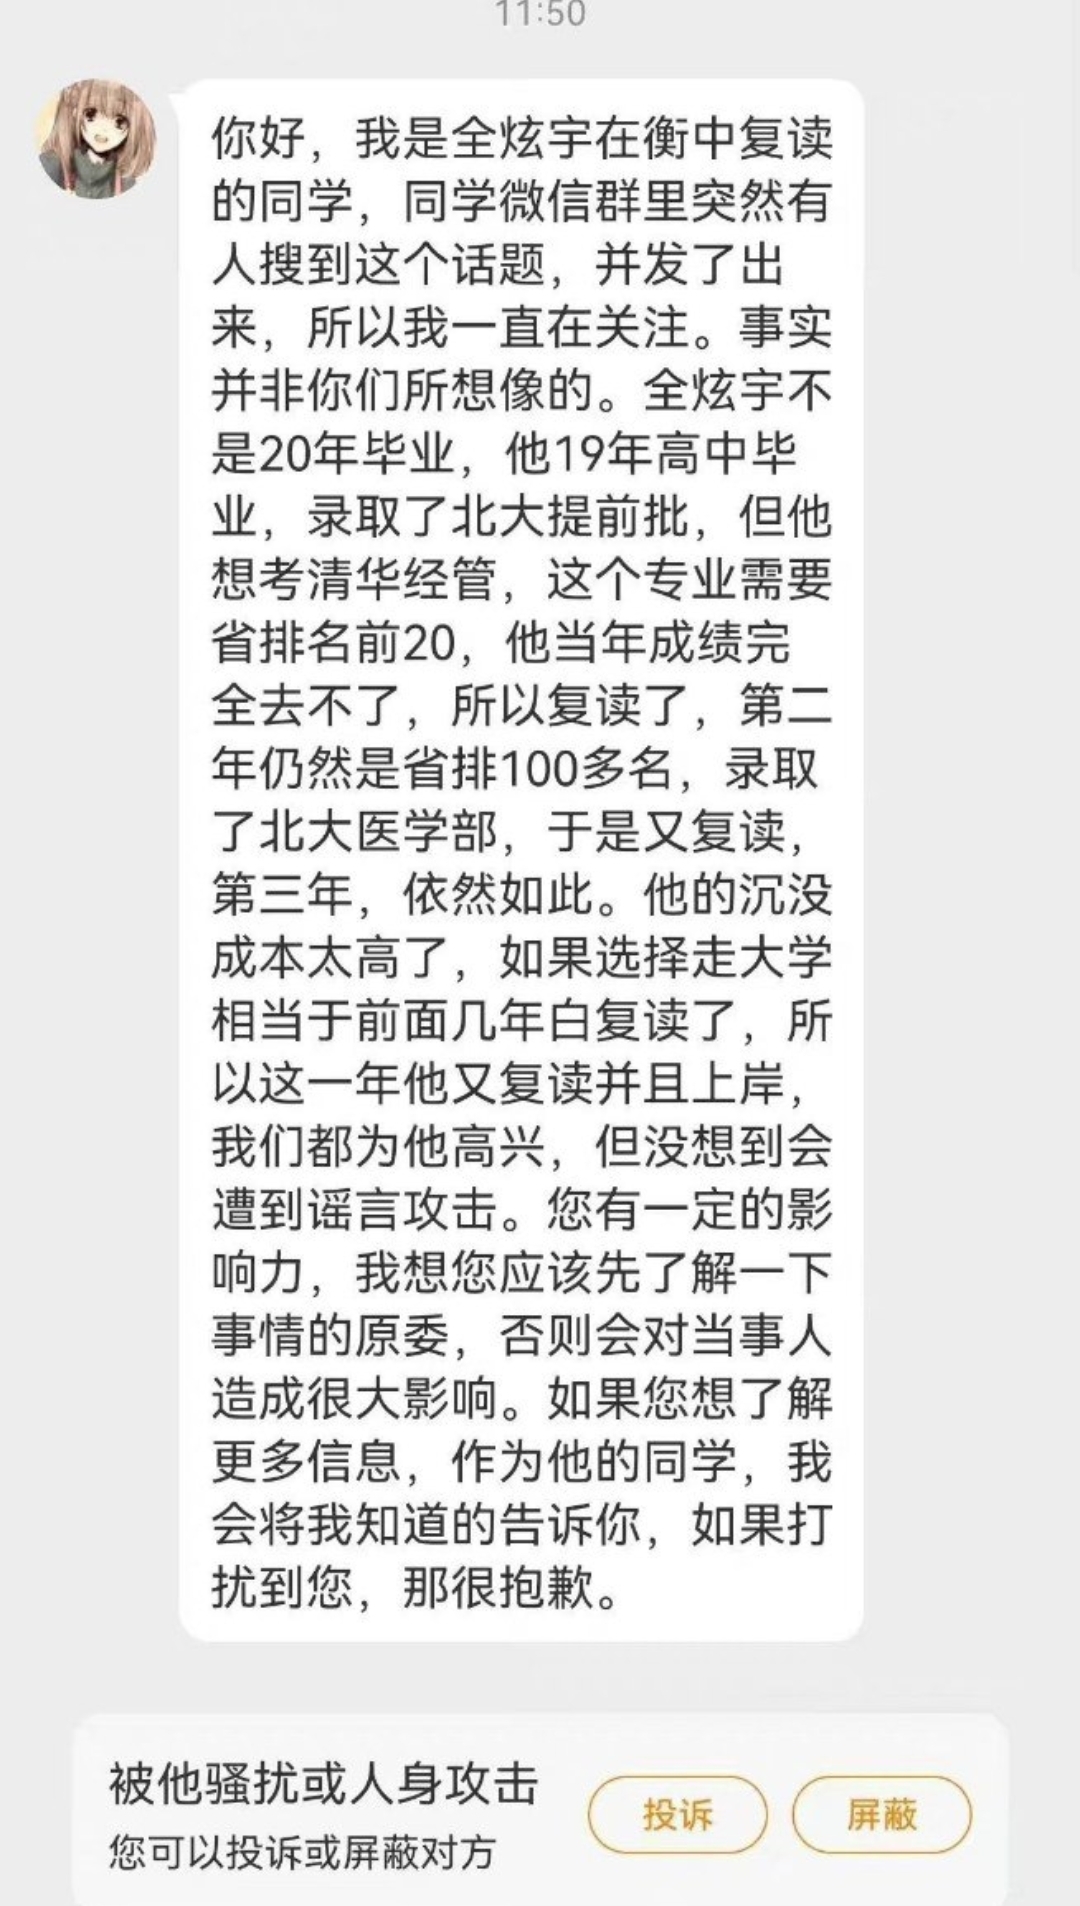 11:50
你好，我是全炫宇在衡中复读
的同学，同学微信群里突然有
人搜到这个话题，并发了出
来，所以我一直在关注。事实
并非你们所想像的。全炫宇不
是20年毕业，他19年高中毕
业，录取了北大提前批，但他
想考清华经管，这个专业需要
省排名前20，他当年成绩完
全去不了，所以复读了，第二
年仍然是省排100多名，录取
了北大医学部，于是又复读，
第三年，依然如此。他的沉没
成本太高了，如果选择走大学
相当于前面几年白复读了，所
以这一年他又复读并且上岸，
我们都为他高兴，但没想到会
遭到谣言攻击。您有一定的影
响力，我想您应该先了解一下
事情的原委，否则会对当事人
造成很大影响。如果您想了解
更多信息，作为他的同学，我
会将我知道的告诉你，如果打
扰到您，那很抱歉。
被他骚扰或人身攻击
您可以投诉或屏蔽对方
投诉
屏蔽